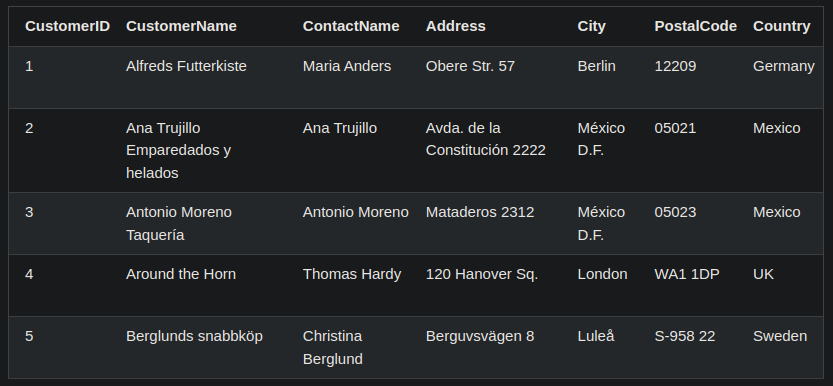 CustomerID CustomerName ContactName Address City PostalCode Country
1 Alfreds Futterkiste Maria Anders Obere Str. 57 Berlin 12209 Germany
2 Ana Trujillo Ana Trujillo Avda. de la México 05021 Mexico
Emparedados y Constitución 2222 D.F.
helados
3 Antonio Moreno Antonio Moreno Mataderos 2312 México 05023 Mexico
Taquería D.F.
4 Around the Horn Thomas Hardy 120 Hanover Sq. London WA1 1DP UK
5 Berglunds snabbköp Christina Berguvsvägen 8 Luleå S-958 22 Sweden
Berglund